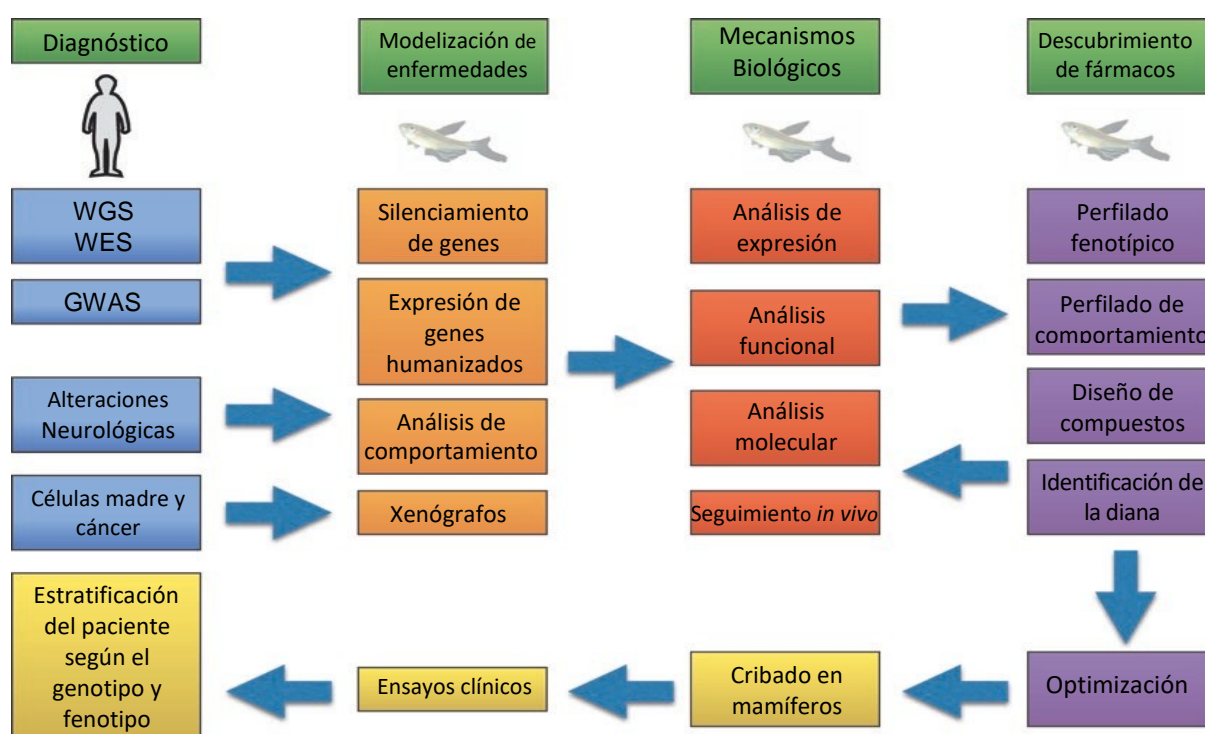 Diagnóstico
Modelización de
enfermedades
Mecanismos
Biológicos
Descubrimiento
de fármacos
WGS
WES
GWAS
Alteraciones
Neurológicas
Células madre y
cáncer
Silenciamiento
de genes
Expresión de
genes
humanizados
Análisis de
comportamiento
Xenógrafos
Análisis de
expresión
Análisis
funcional
Análisis
molecular
Seguimiento in vivo
Perfilado
fenotípico
Perfilado de
comportamiento
Diseño de
compuestos
Identificación de
la diana
Optimización
Cribado en
mamíferos
Ensayos clínicos
Estratificación
del paciente
según el
genotipo y
fenotipo